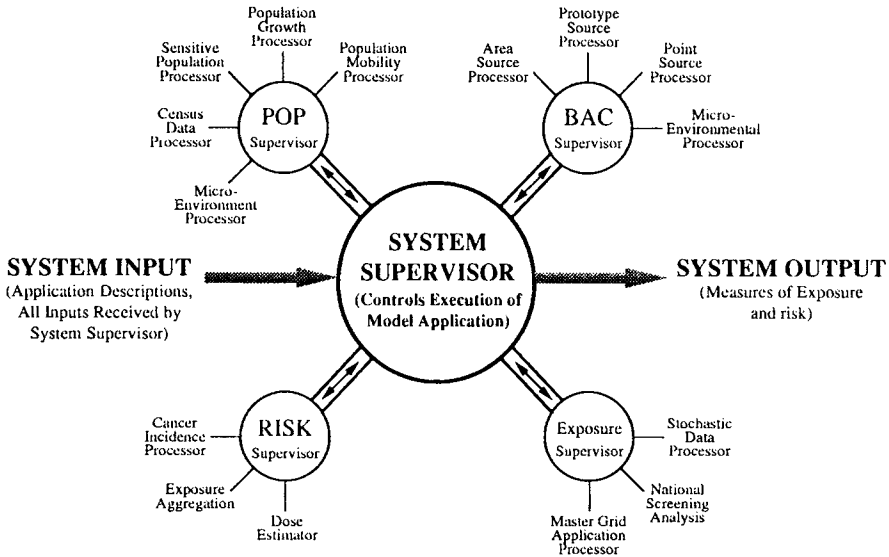 Population
Growth
Processor
Sensitive
Population
Processor
Population
Mobility
Processor
Census
Data
Processor
POP
Supervisor
Micro-
Environment
Processor
Prototype
Source
Processor
Area
Source
Processor
Point
Source
Processor
BAC
Supervisor
Micro-
Environmental
Processor
SYSTEM INPUT
(Application Descriptions,
All Inputs Received by
System Supervisor)
SYSTEM
SUPERVISOR
(Controls Execution of
Model Application)
SYSTEM OUTPUT
(Measures of Exposure
and risk)
Cancer
Incidence
Processor
RISK
Supervisor
Exposure
Aggregation
Dose
Estimator
Exposure
Supervisor
Stochastic
Data
Processor
National
Screening
Analysis
Master Grid
Application
Processor